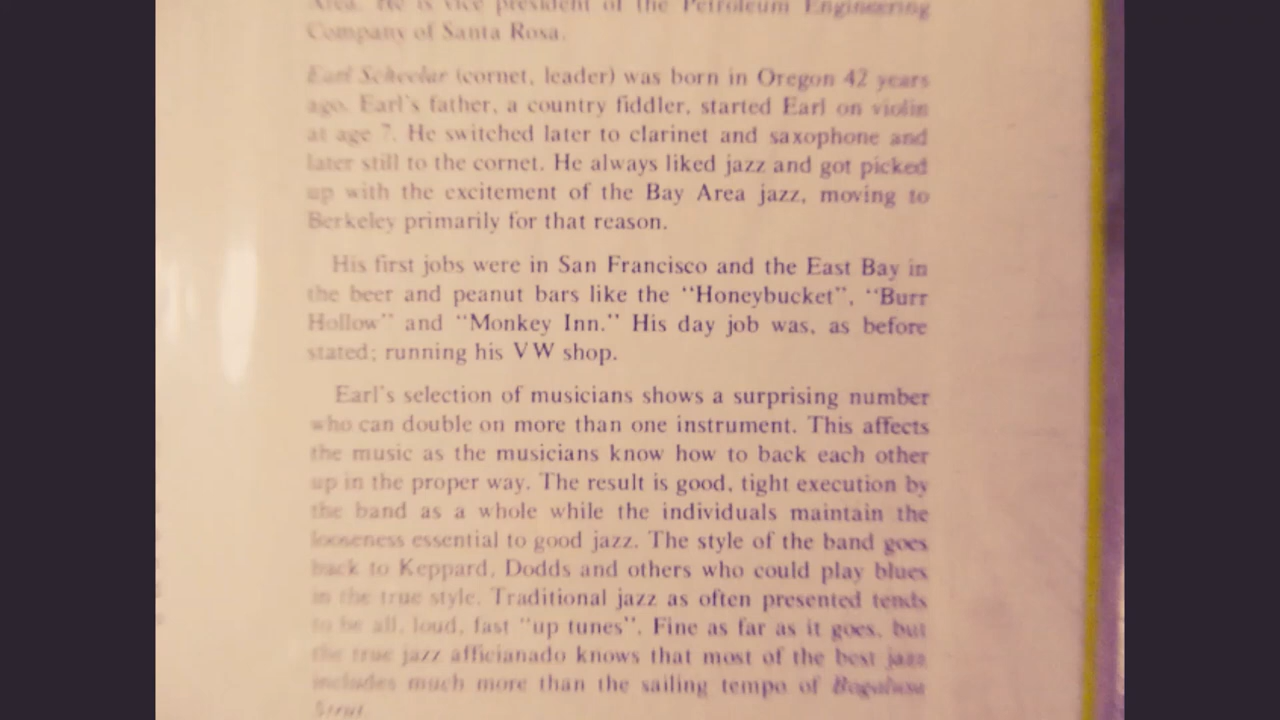 Area. He is vice president of the Petroleum Engineering
Company of Santa Rosa.
Earl Scheelar (cornet, leader) was born in Oregon 42 years
ago. Earl's father, a country fiddler, started Earl on violin
at age 7. He switched later to clarinet and saxophone and
later still to the cornet. He always liked jazz and got picked
up with the excitement of the Bay Area jazz, moving to
Berkeley primarily for that reason.
His first jobs were in San Francisco and the East Bay in
the beer and peanut bars like the "Honeybucket", "Burr
Hollow" and "Monkey Inn." His day job was, as before
stated; running his VW shop.
Earl's selection of musicians shows a surprising number
who can double on more than one instrument. This affects
the music as the musicians know how to back each other
up in the proper way. The result is good, tight execution by
the band as a whole while the individuals maintain the
looseness essential to good jazz. The style of the band goes
back to Keppard, Dodds and others who could play blues
in the true style. Traditional jazz as often presented tends
to be all, loud, fast "up tunes". Fine as far as it goes, but
the true jazz afficianado knows that most of the best jazz
includes much more than the sailing tempo of Bogalusa
Strut.